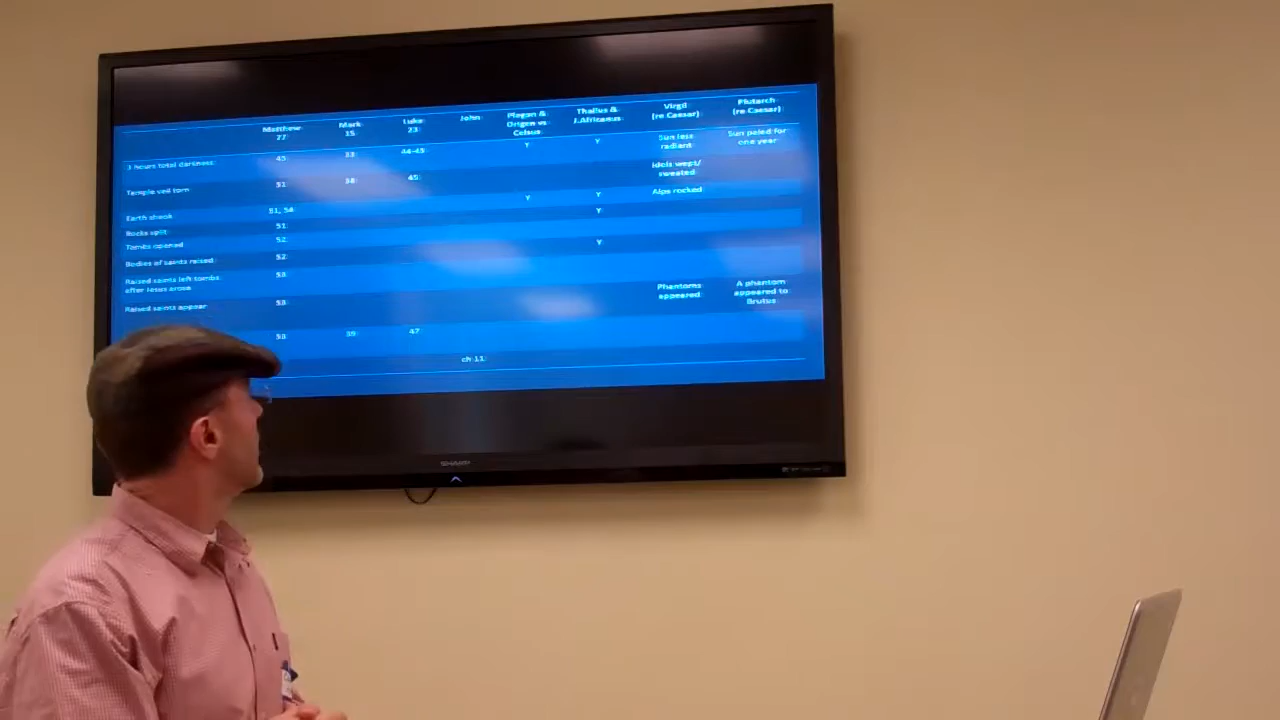 Matthew 27 Mark 15 Luke 23 John Plegon & Origen vs Celsus Thallus & J.Africanus Virgil (re Caesar) Plutarch (re Caesar)
3 hours total darkness 45 33 44-45 Y Y Sun less radiant Sun paled for one year
Temple veil torn 51 38 45 Idols wept/ sweated
Earth shook 51, 54 Y Y Alps rocked
Rocks split 51 Y
Tombs opened 52
Bodies of saints raised 52 Y
Raised saints left tombs after Jesus arose 53
Raised saints appear 53 Phantoms appeared A phantom appeared to Brutus
39 47
ch 11
SHARP